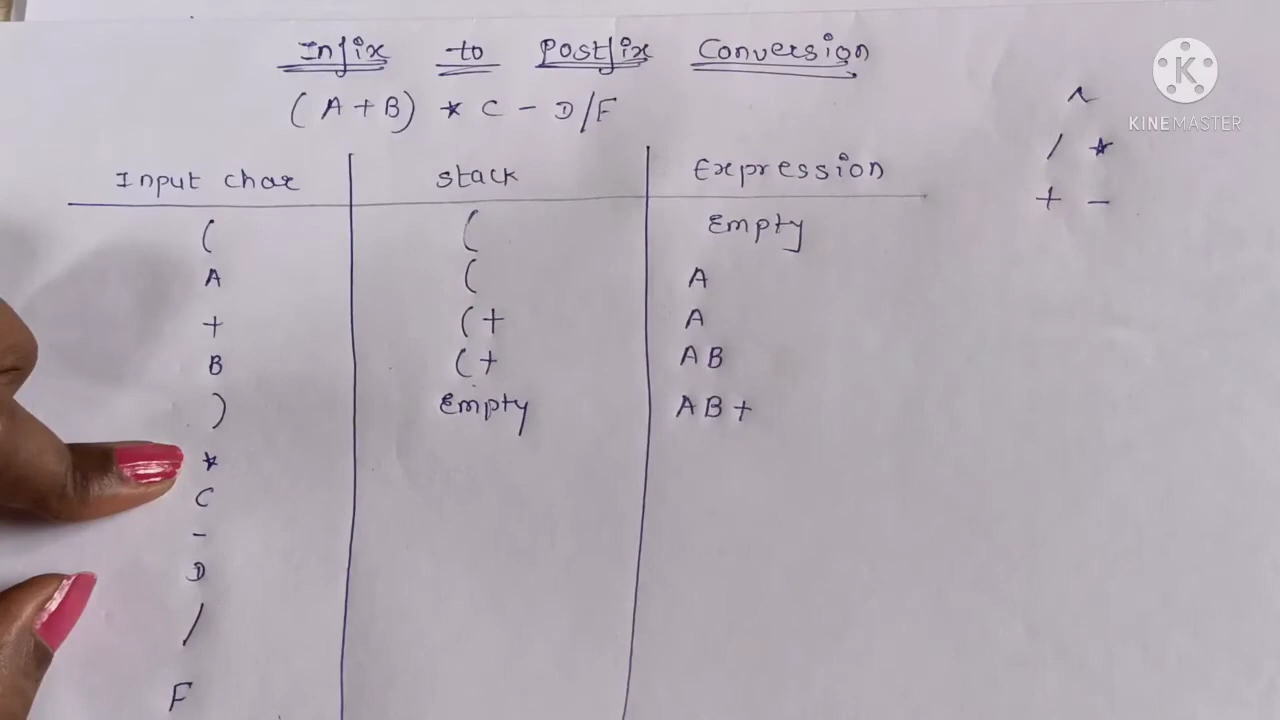 Infix to Postfix Conversion
(A+B) * C - D/F
^
/ *
+ -
K
KINEMASTER
Input char Stack Expression
( ( Empty
A ( A
+ (+ A
B (+ AB
) Empty AB+
*
C
-
D
/
F